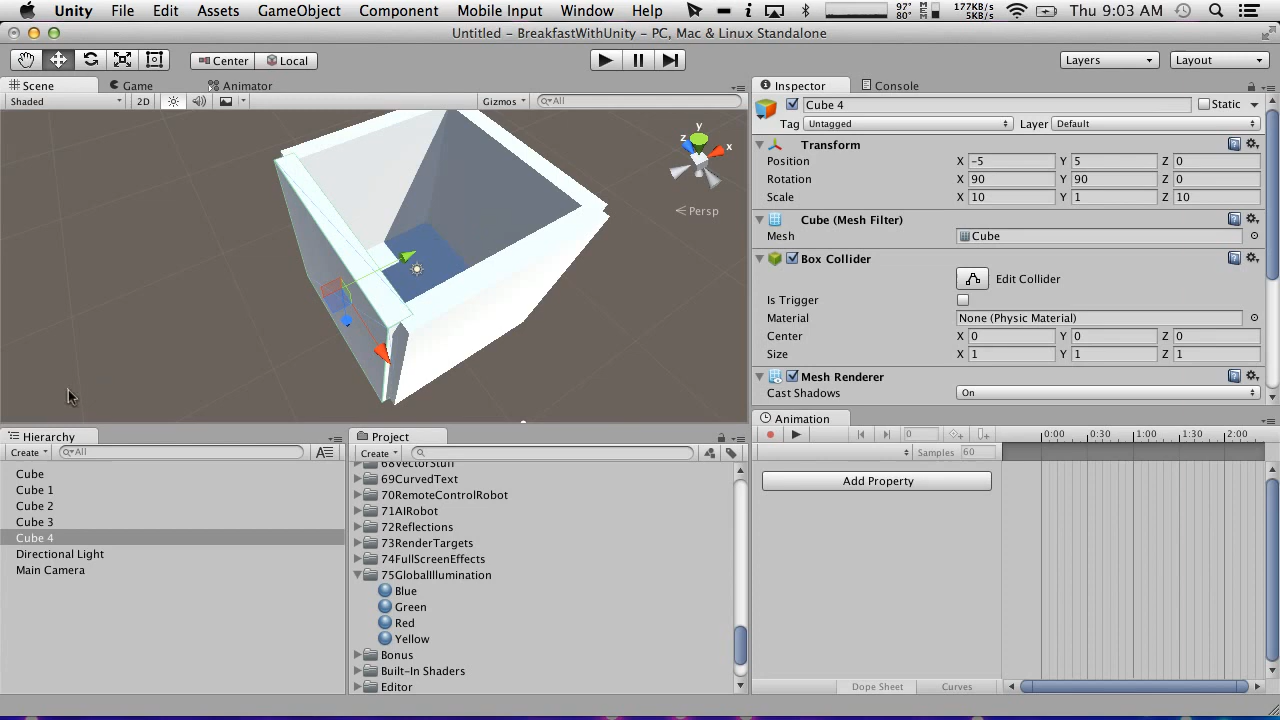 Unity File Edit Assets GameObject Component Mobile Input Window Help 97° 80° 177KB/s 5KB/s Thu 9:03 AM
Untitled - BreakfastWithUnity - PC, Mac & Linux Standalone
Center Local Layers Layout
Scene Game Animator
Shaded 2D Gizmos All
y
z
x
Persp
Inspector Console
Cube 4 Static
Tag Untagged Layer Default
Transform
Position X -5 Y 5 Z 0
Rotation X 90 Y 90 Z 0
Scale X 10 Y 1 Z 10
Cube (Mesh Filter)
Mesh Cube
Box Collider
Edit Collider
Is Trigger
Material None (Physic Material)
Center X 0 Y 0 Z 0
Size X 1 Y 1 Z 1
Mesh Renderer
Cast Shadows On
Hierarchy
Create All
Cube
Cube 1
Cube 2
Cube 3
Cube 4
Directional Light
Main Camera
Project
Create
68VectorStuff
69CurvedText
70RemoteControlRobot
71AIRobot
72Reflections
73RenderTargets
74FullScreenEffects
75GlobalIllumination
Blue
Green
Red
Yellow
Bonus
Built-In Shaders
Editor
Animation
0 0:00 0:30 1:00 1:30 2:00
Samples 60
Add Property
Dope Sheet Curves